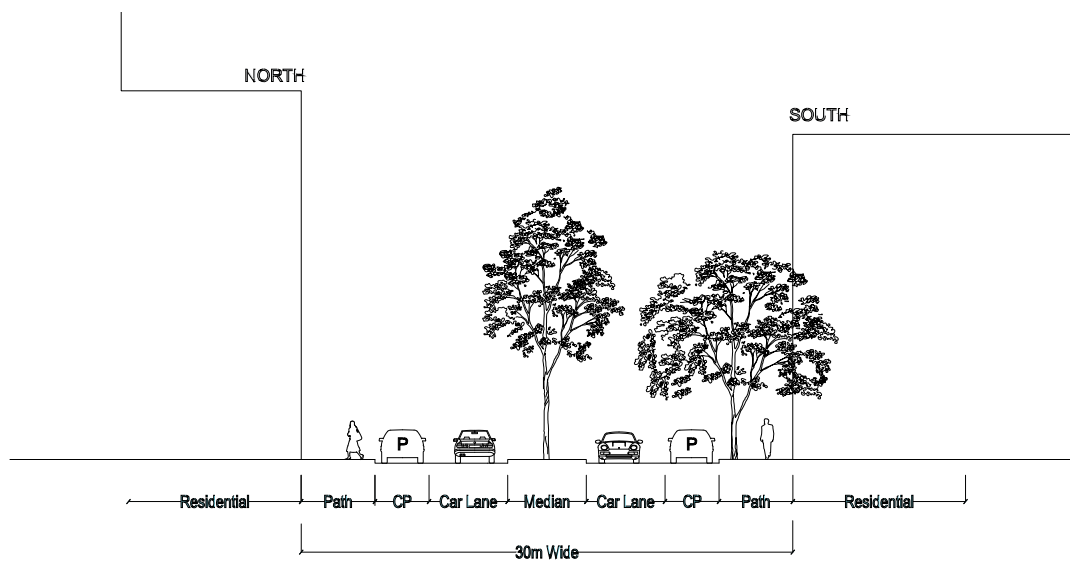 NORTH
SOUTH
P P
Residential Path CP Car Lane Median Car Lane CP Path Residential
30m Wide